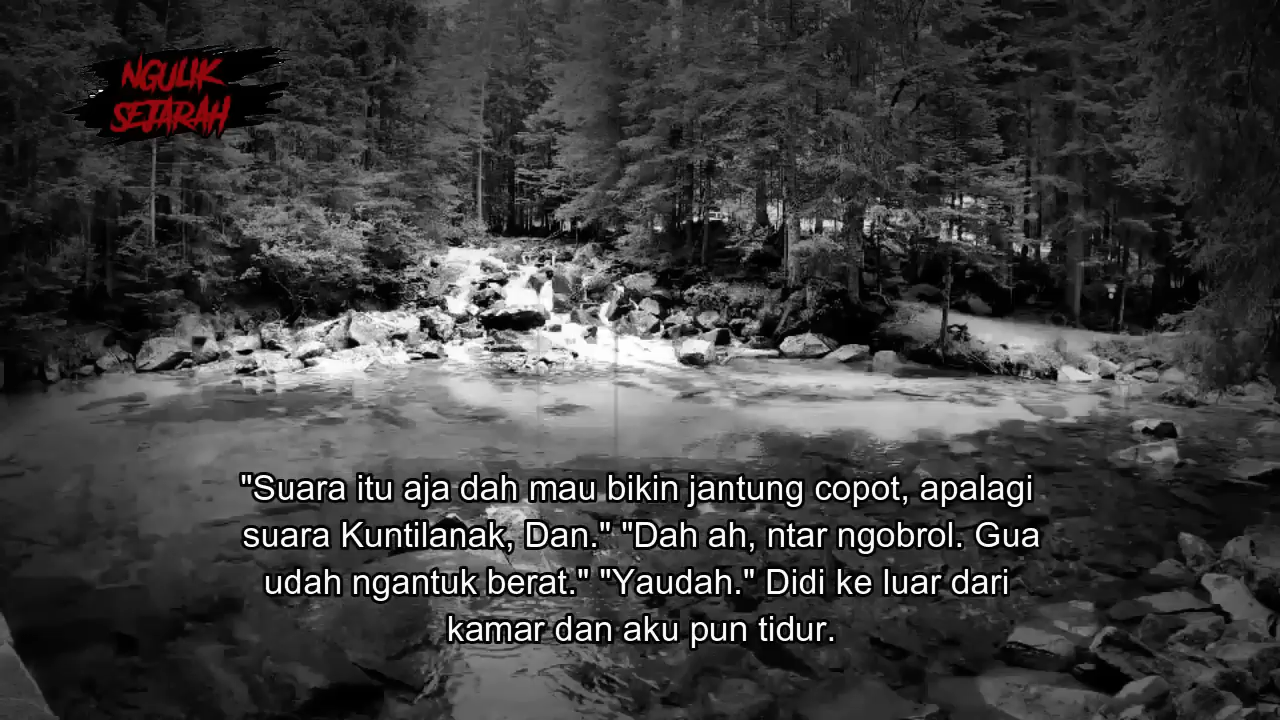 NGULIK
SEJARAH
"Suara itu aja dah mau bikin jantung copot, apalagi
suara Kuntilanak, Dan." "Dah ah, ntar ngobrol. Gua
udah ngantuk berat." "Yaudah." Didi ke luar dari
kamar dan aku pun tidur.